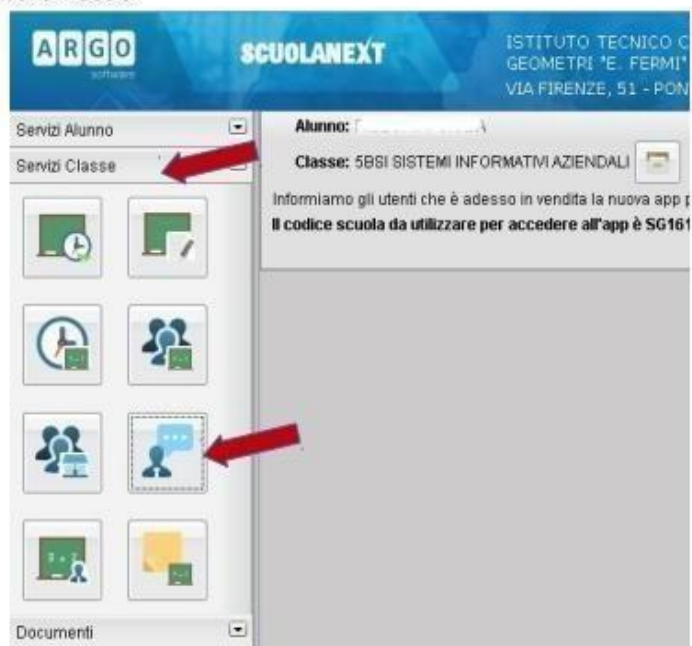 ARGO
software
SCUOLANEXT
ISTITUTO TECNICO C
GEOMETRI "E. FERMI"
VIA FIRENZE, 51 - PON
Servizi Alunno
Servizi Classe
Alunno:
Classe: 5BSI SISTEMI INFORMATIVI AZIENDALI
Informiamo gli utenti che è adesso in vendita la nuova app p
Il codice scuola da utilizzare per accedere all'app è SG161
Documenti